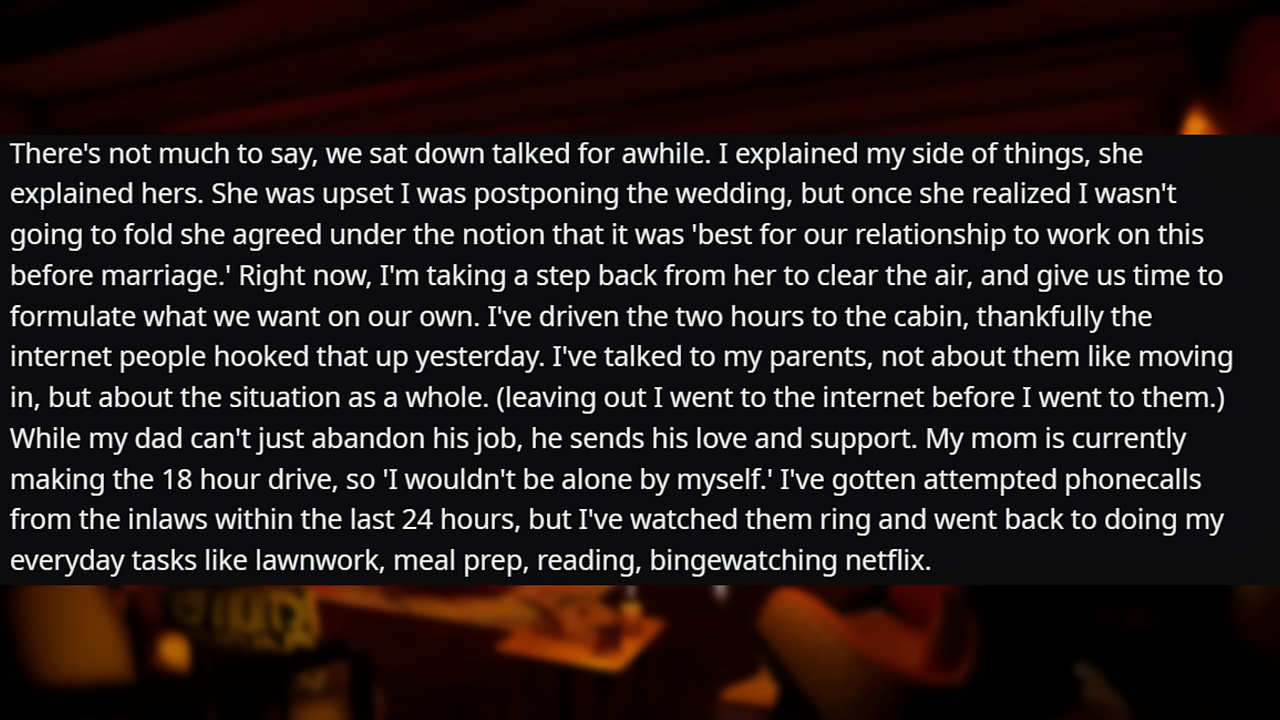 There's not much to say, we sat down talked for awhile. I explained my side of things, she
explained hers. She was upset I was postponing the wedding, but once she realized I wasn't
going to fold she agreed under the notion that it was 'best for our relationship to work on this
before marriage.' Right now, I'm taking a step back from her to clear the air, and give us time to
formulate what we want on our own. I've driven the two hours to the cabin, thankfully the
internet people hooked that up yesterday. I've talked to my parents, not about them like moving
in, but about the situation as a whole. (leaving out I went to the internet before I went to them.)
While my dad can't just abandon his job, he sends his love and support. My mom is currently
making the 18 hour drive, so 'I wouldn't be alone by myself.' I've gotten attempted phonecalls
from the inlaws within the last 24 hours, but I've watched them ring and went back to doing my
everyday tasks like lawnwork, meal prep, reading, bingewatching netflix.